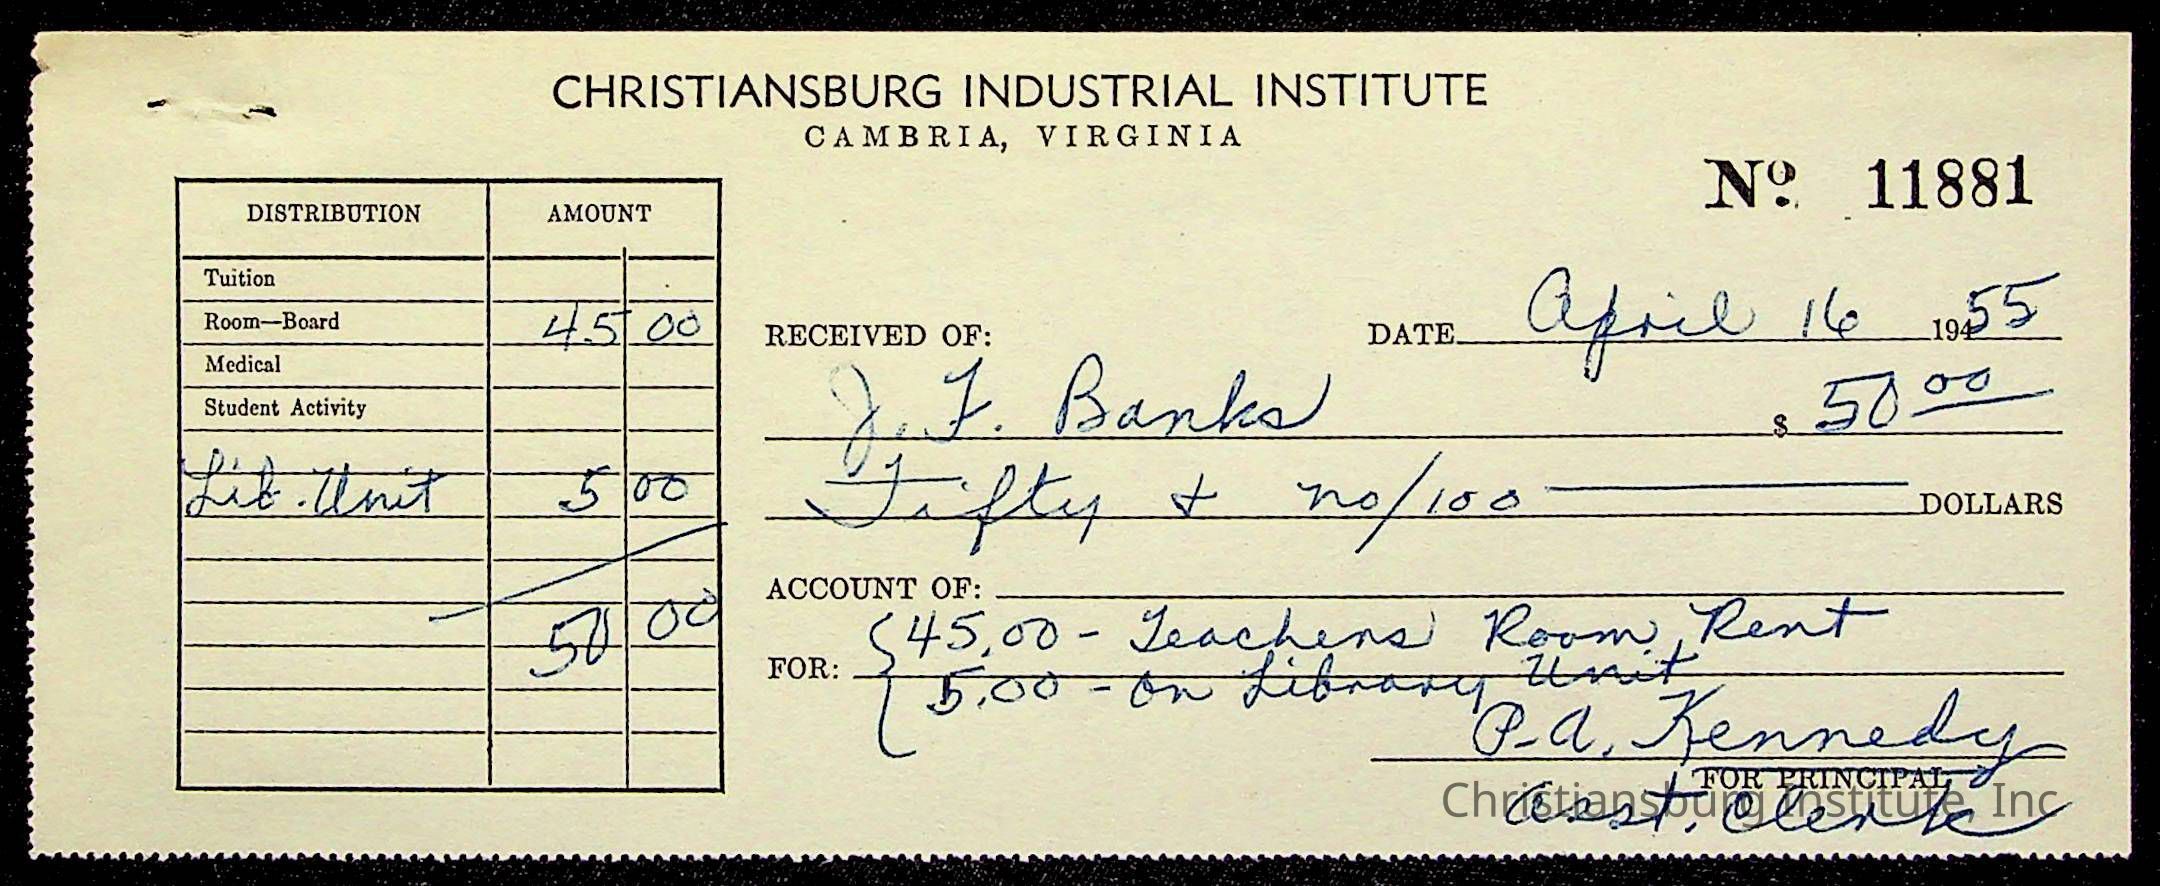 CHRISTIANSBURG INDUSTRIAL INSTITUTE
CAMBRIA, VIRGINIA
Nº. 11881
DISTRIBUTION AMOUNT
Tuition
Room—Board 45 00
Medical
Student Activity
Lib. Unit 5 00
50 00
RECEIVED OF: DATE April 16 19455
J. F. Banks $ 50 00
Fifty & no/100 DOLLARS
ACCOUNT OF:
45.00 - Teachers' Room Rent
FOR:
5.00 - on Library Unit
P. A. Kennedy
FOR PRINCIPAL
Asst. Clerk
Christiansburg Institute, Inc